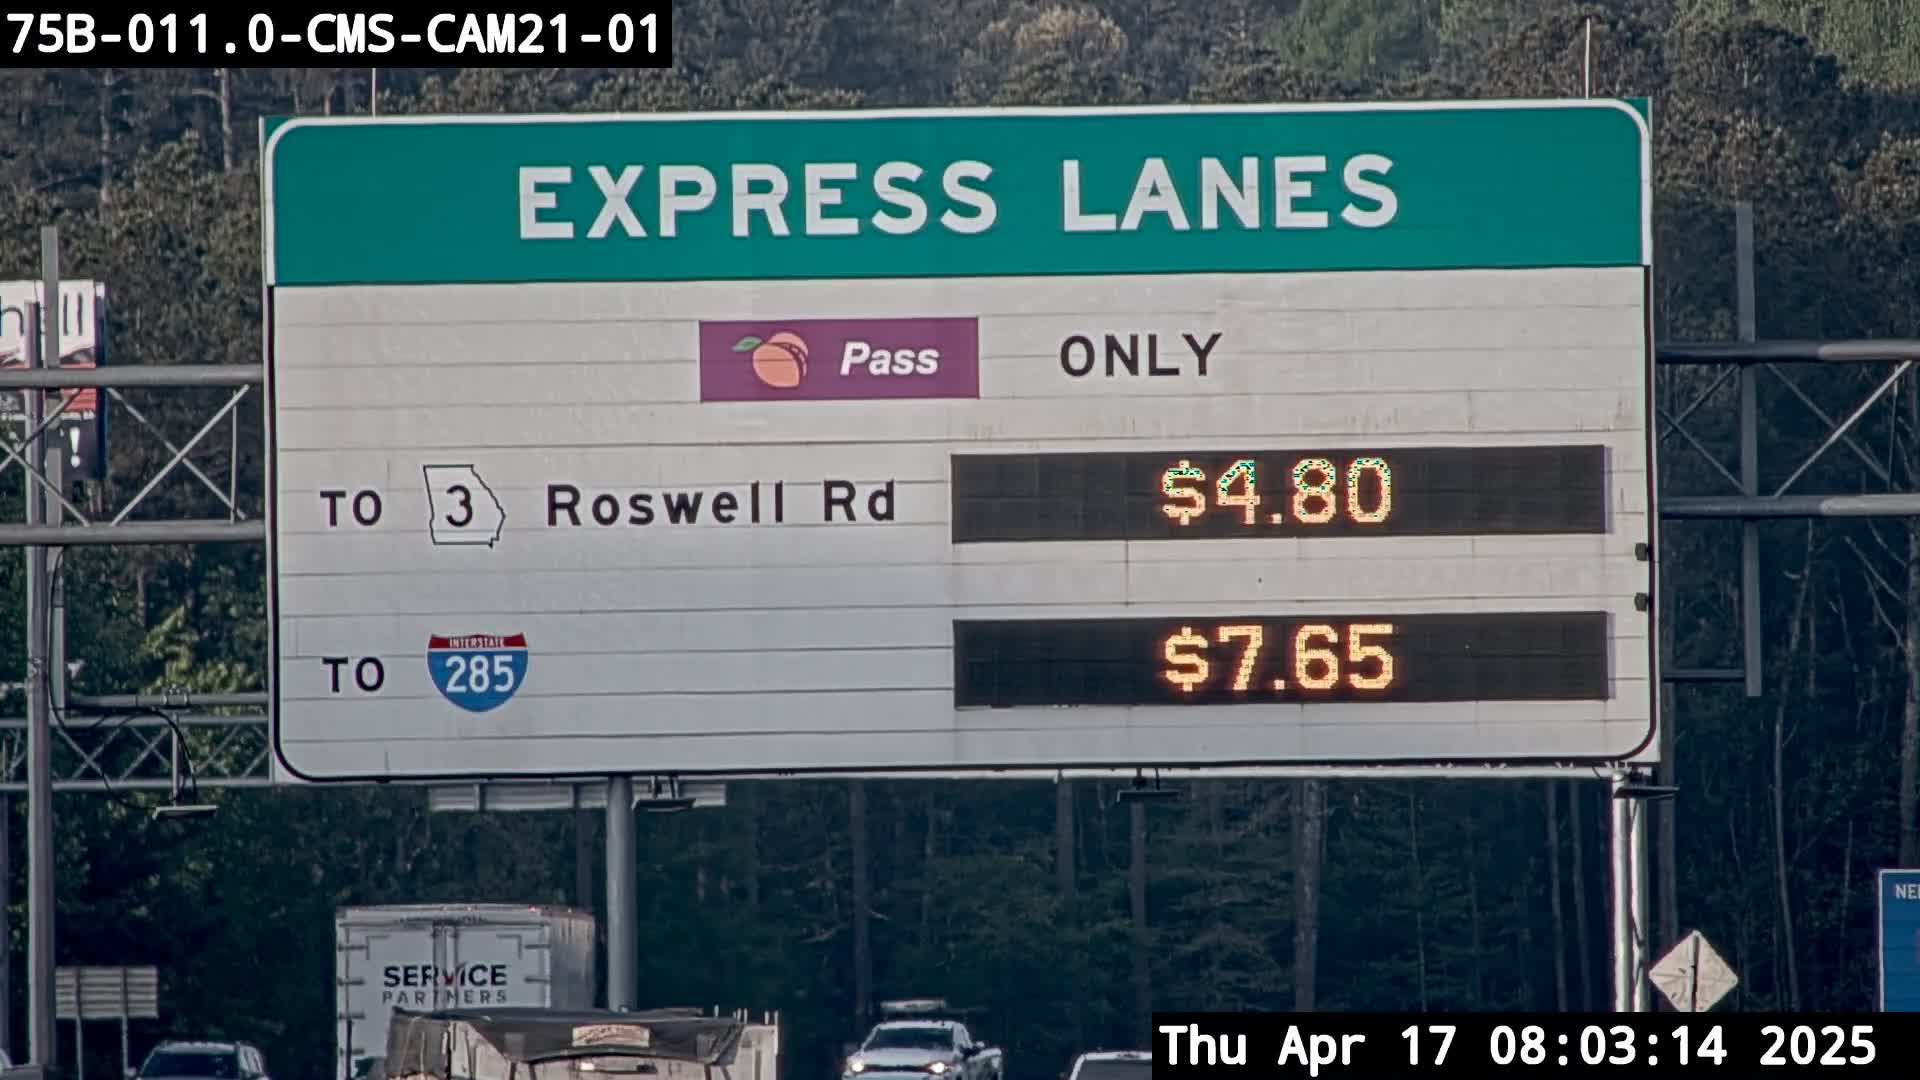 75B-011.0-CMS-CAM21-01
EXPRESS LANES
Pass ONLY
TO 3 Roswell Rd $4.80
TO INTERSTATE 285 $7.65
!
SERVICE
PARTNERS
NE
Thu Apr 17 08:03:14 2025